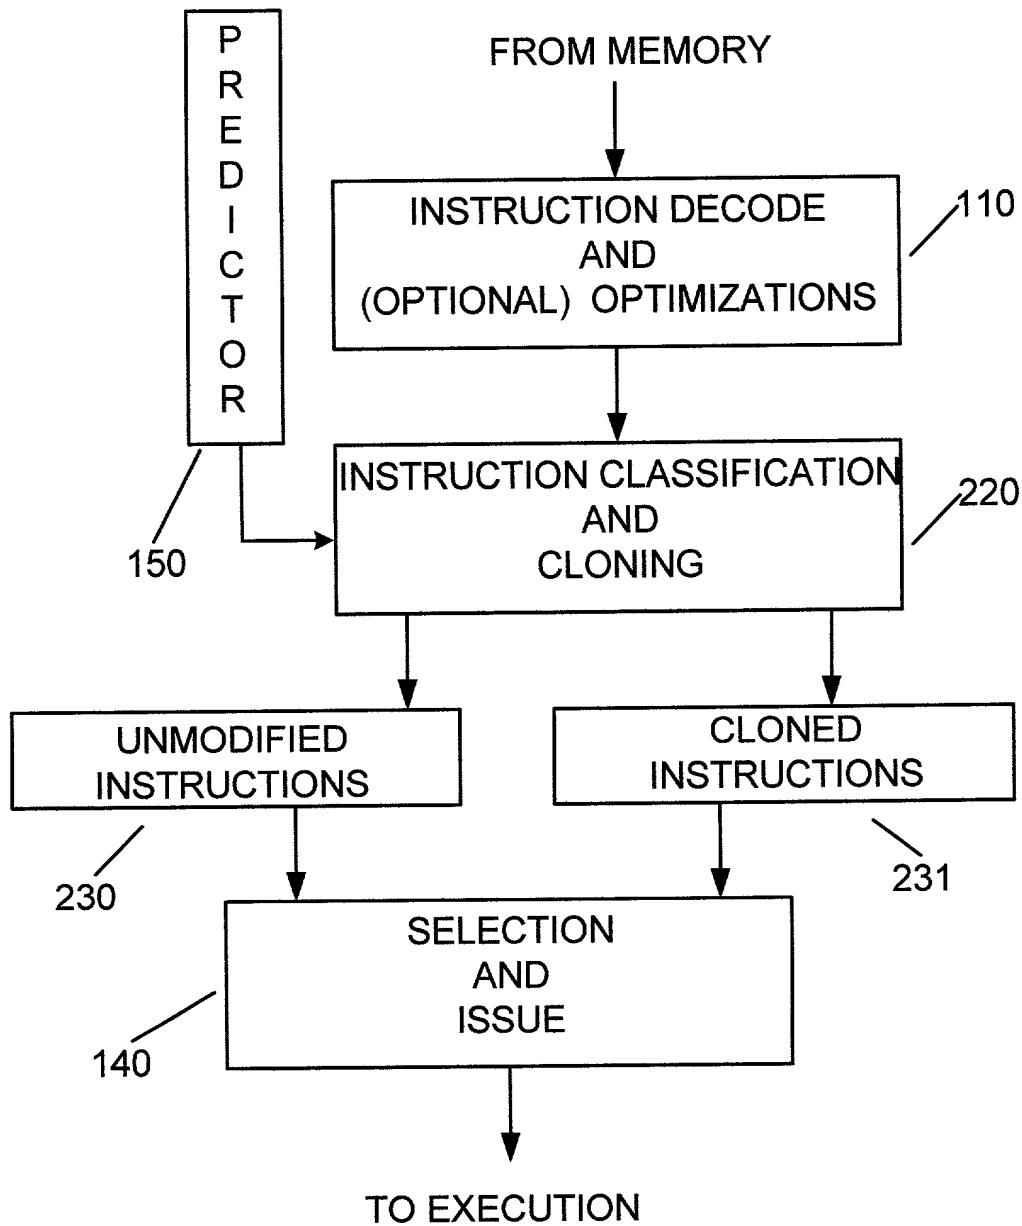 PREDICTOR
FROM MEMORY
INSTRUCTION DECODE
AND
(OPTIONAL) OPTIMIZATIONS
110
INSTRUCTION CLASSIFICATION
AND
CLONING
220
150
UNMODIFIED
INSTRUCTIONS
CLONED
INSTRUCTIONS
230
231
SELECTION
AND
ISSUE
140
TO EXECUTION